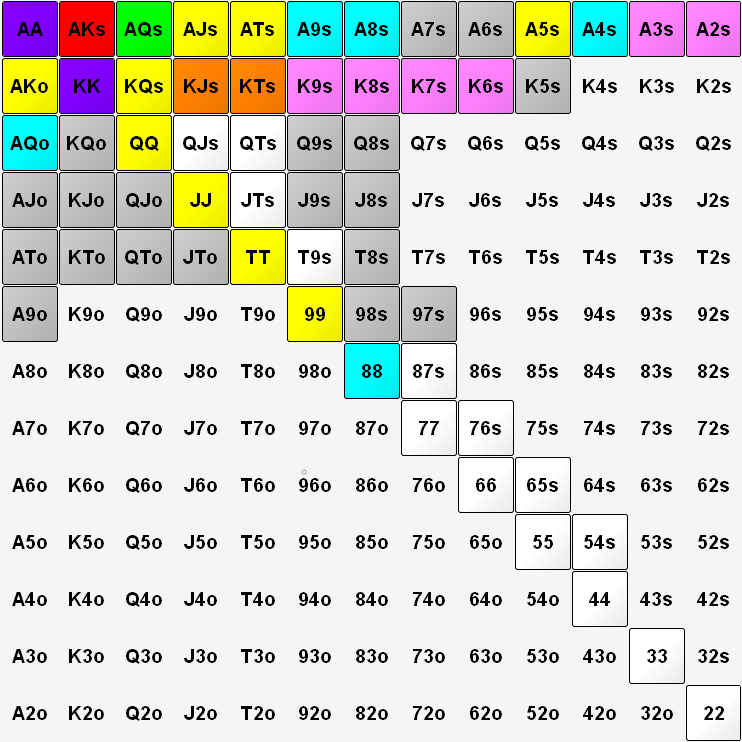 AA AKs AQs AJs ATs A9s A8s A7s A6s A5s A4s A3s A2s
AKo KK KQs KJs KTs K9s K8s K7s K6s K5s K4s K3s K2s
AQo KQo QQ QJs QTs Q9s Q8s Q7s Q6s Q5s Q4s Q3s Q2s
AJo KJo QJo JJ JTs J9s J8s J7s J6s J5s J4s J3s J2s
ATo KTo QTo JTo TT T9s T8s T7s T6s T5s T4s T3s T2s
A9o K9o Q9o J9o T9o 99 98s 97s 96s 95s 94s 93s 92s
A8o K8o Q8o J8o T8o 98o 88 87s 86s 85s 84s 83s 82s
A7o K7o Q7o J7o T7o 97o 87o 77 76s 75s 74s 73s 72s
A6o K6o Q6o J6o T6o 96o 86o 76o 66 65s 64s 63s 62s
A5o K5o Q5o J5o T5o 95o 85o 75o 65o 55 54s 53s 52s
A4o K4o Q4o J4o T4o 94o 84o 74o 64o 54o 44 43s 42s
A3o K3o Q3o J3o T3o 93o 83o 73o 63o 53o 43o 33 32s
A2o K2o Q2o J2o T2o 92o 82o 72o 62o 52o 42o 32o 22